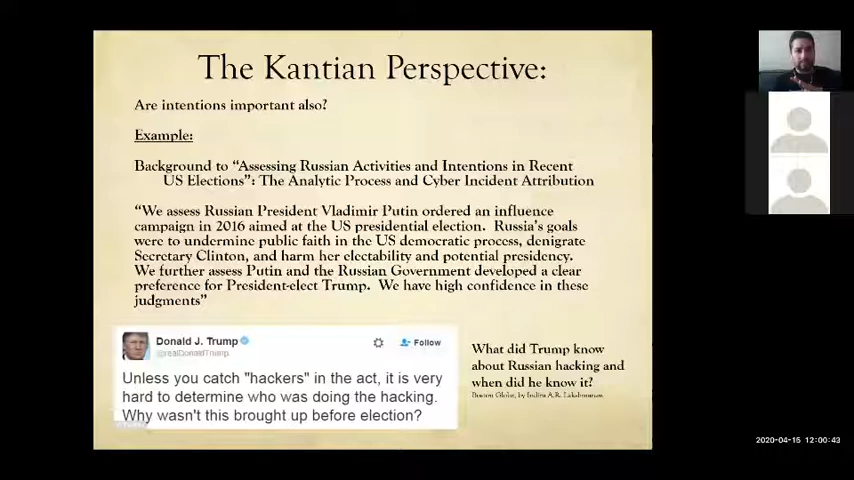 The Kantian Perspective:
Are intentions important also?
Example:
Background to “Assessing Russian Activities and Intentions in Recent
US Elections”: The Analytic Process and Cyber Incident Attribution
“We assess Russian President Vladimir Putin ordered an influence
campaign in 2016 aimed at the US presidential election. Russia’s goals
were to undermine public faith in the US democratic process, denigrate
Secretary Clinton, and harm her electability and potential presidency.
We further assess Putin and the Russian Government developed a clear
preference for President-elect Trump. We have high confidence in these
judgments”
Donald J. Trump
@realDonaldTrump
Follow
Unless you catch "hackers" in the act, it is very
hard to determine who was doing the hacking.
Why wasn't this brought up before election?
What did Trump know
about Russian hacking and
when did he know it?
Boston Globe, by Indira A.R. Lakshmanan
2020-04-15 12:00:43